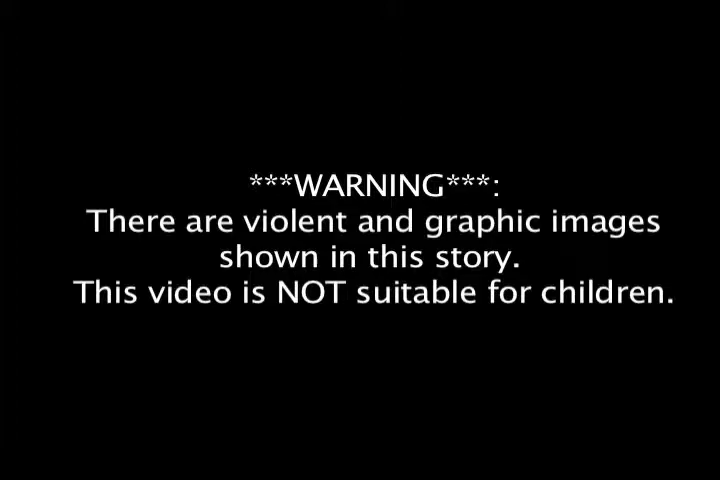 ***WARNING***:
There are violent and graphic images
shown in this story.
This video is NOT suitable for children.